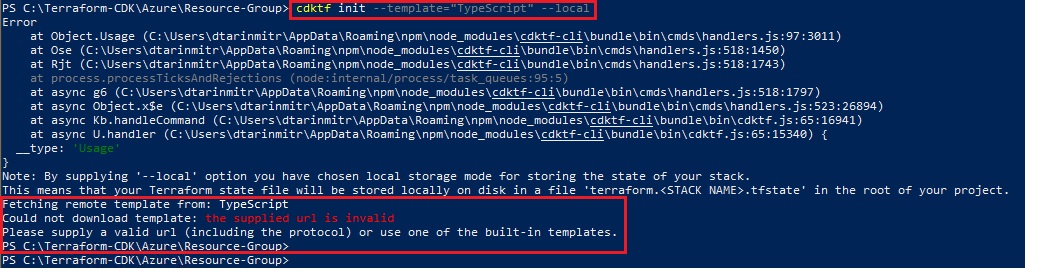 PS C:\Terraform-CDK\Azure\Resource-Group> cdktf init --template="TypeScript" --local
Error
    at Object.Usage (C:\Users\dtarinmitr\AppData\Roaming\npm\node_modules\cdktf-cli\bundle\bin\cmds\handlers.js:97:3011)
    at Ose (C:\Users\dtarinmitr\AppData\Roaming\npm\node_modules\cdktf-cli\bundle\bin\cmds\handlers.js:518:1450)
    at Rjt (C:\Users\dtarinmitr\AppData\Roaming\npm\node_modules\cdktf-cli\bundle\bin\cmds\handlers.js:518:1743)
    at process.processTicksAndRejections (node:internal/process/task_queues:95:5)
    at async g6 (C:\Users\dtarinmitr\AppData\Roaming\npm\node_modules\cdktf-cli\bundle\bin\cmds\handlers.js:518:1797)
    at async Object.x$e (C:\Users\dtarinmitr\AppData\Roaming\npm\node_modules\cdktf-cli\bundle\bin\cmds\handlers.js:523:26894)
    at async Kb.handleCommand (C:\Users\dtarinmitr\AppData\Roaming\npm\node_modules\cdktf-cli\bundle\bin\cdktf.js:65:16941)
    at async U.handler (C:\Users\dtarinmitr\AppData\Roaming\npm\node_modules\cdktf-cli\bundle\bin\cdktf.js:65:15340) {
  __type: 'Usage'
}
Note: By supplying '--local' option you have chosen local storage mode for storing the state of your stack.
This means that your Terraform state file will be stored locally on disk in a file 'terraform.<STACK NAME>.tfstate' in the root of your project.
Fetching remote template from: TypeScript
Could not download template: the supplied url is invalid
Please supply a valid url (including the protocol) or use one of the built-in templates.
PS C:\Terraform-CDK\Azure\Resource-Group>
PS C:\Terraform-CDK\Azure\Resource-Group>